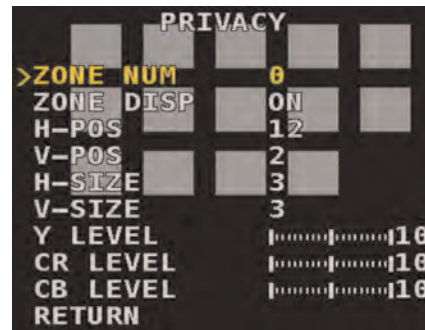 PRIVACY
>ZONE NUM 0
ZONE DISP ON
H-POS 12
V-POS 2
H-SIZE 3
V-SIZE 3
Y LEVEL 10
CR LEVEL 10
CB LEVEL 10
RETURN